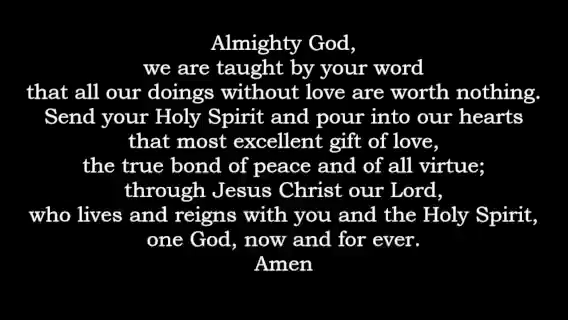 Almighty God,
we are taught by your word
that all our doings without love are worth nothing.
Send your Holy Spirit and pour into our hearts
that most excellent gift of love,
the true bond of peace and of all virtue;
through Jesus Christ our Lord,
who lives and reigns with you and the Holy Spirit,
one God, now and for ever.
Amen